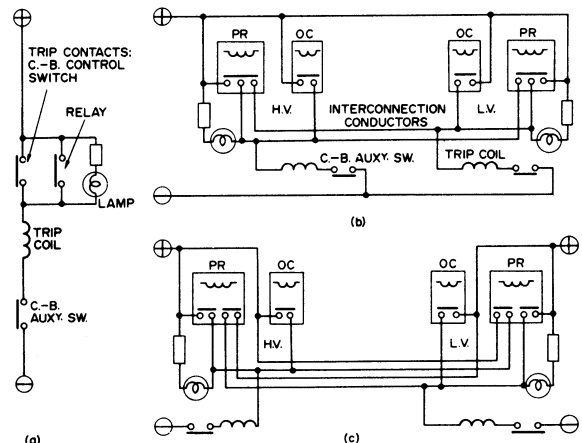 TRIP CONTACTS:
C.–B. CONTROL
SWITCH
RELAY
LAMP
TRIP
COIL
C.–B.
AUXY. SW.
(a)
PR
OC
OC
PR
H.V.
INTERCONNECTION
CONDUCTORS
L.V.
C.–B. AUXY. SW.
TRIP COIL
(b)
PR
OC
OC
PR
H.V.
L.V.
(c)